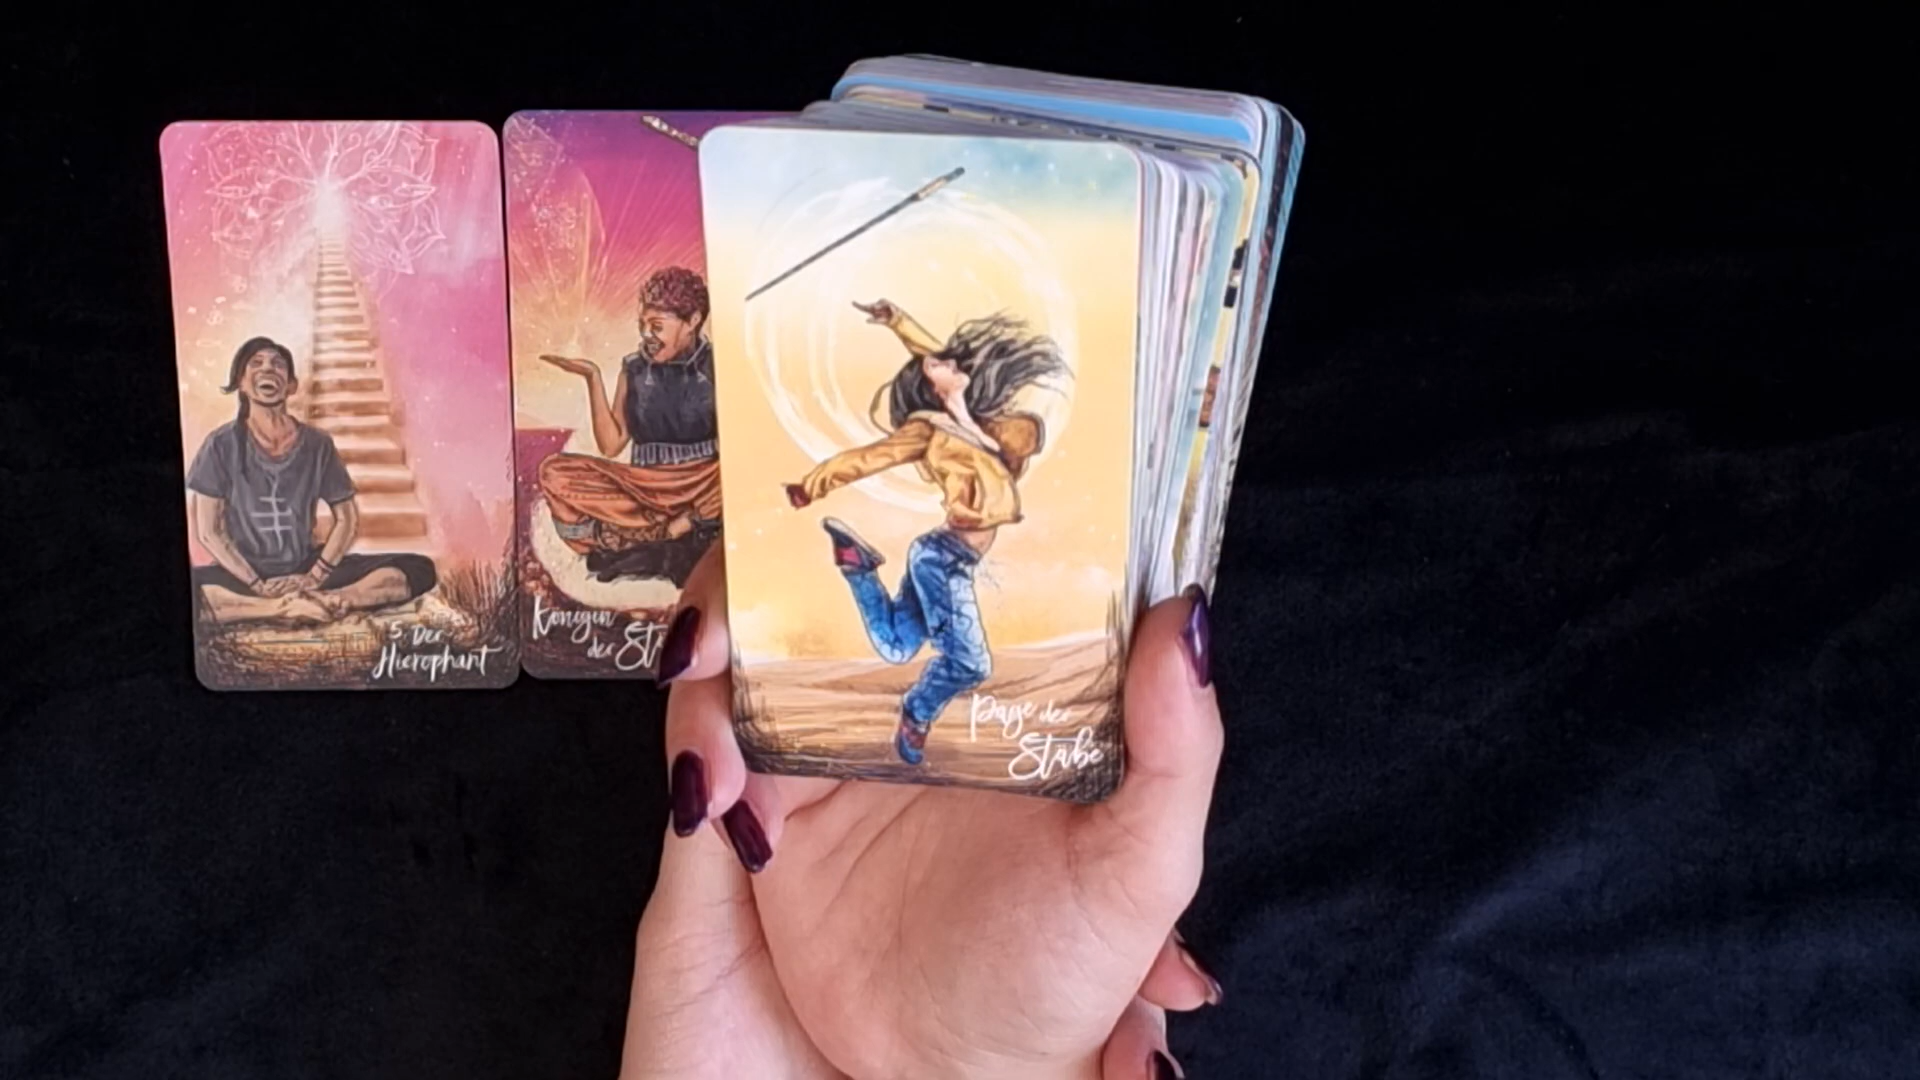 5. Der
Hierophant
Königin
der
Page der
Stäbe